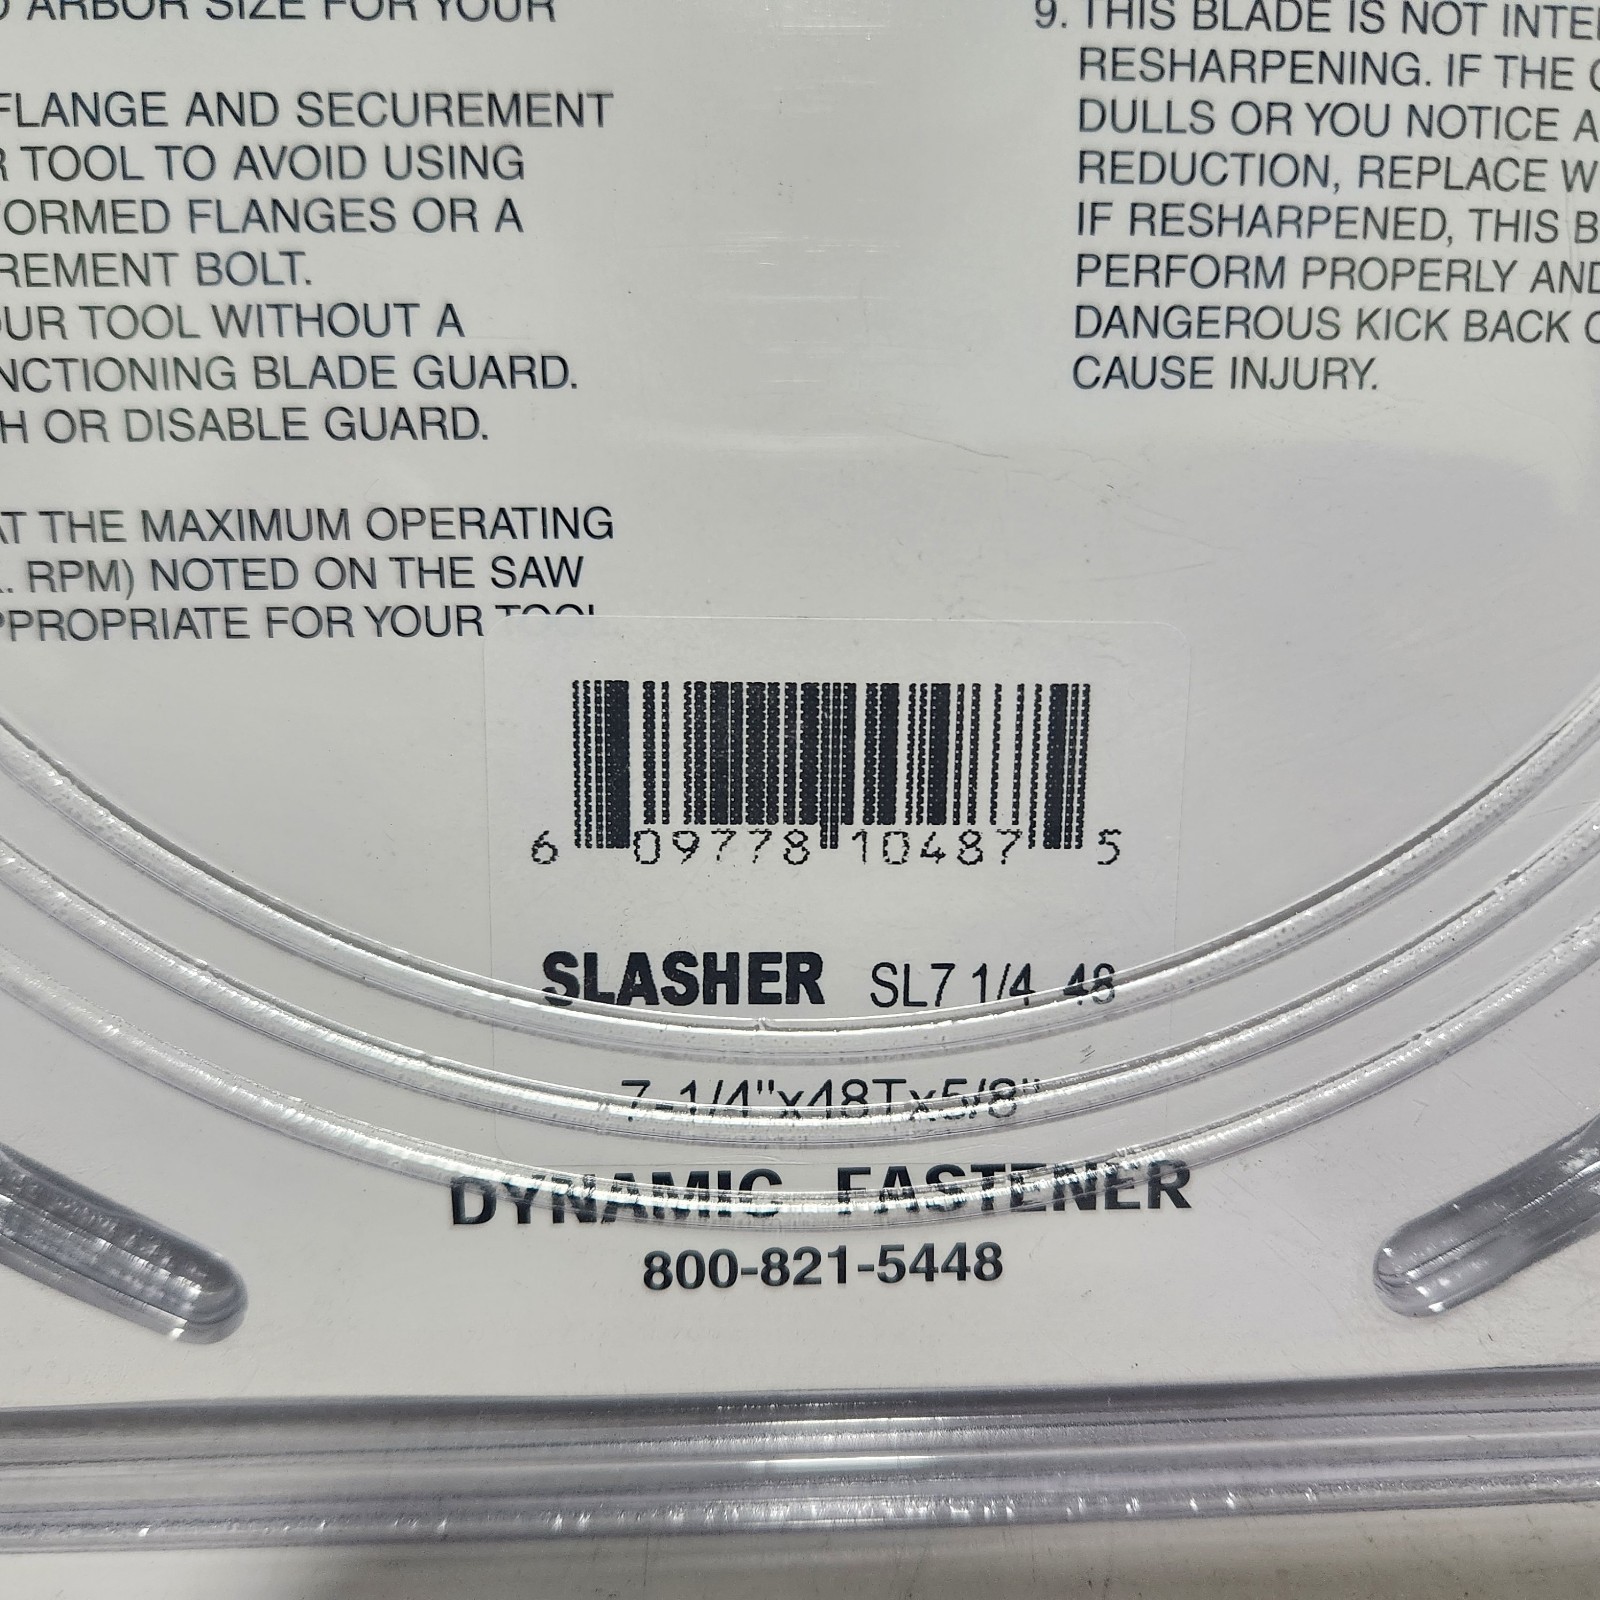 ARBOR SIZE FOR YOUR
FLANGE AND SECUREMENT
R TOOL TO AVOID USING
ORMED FLANGES OR A
REMENT BOLT.
OUR TOOL WITHOUT A
NCTIONING BLADE GUARD.
H OR DISABLE GUARD.
AT THE MAXIMUM OPERATING
. RPM) NOTED ON THE SAW
PPROPRIATE FOR YOUR TOOL
9. THIS BLADE IS NOT INTE
RESHARPENING. IF THE
DULLS OR YOU NOTICE A
REDUCTION, REPLACE W
IF RESHARPENED, THIS B
PERFORM PROPERLY AND
DANGEROUS KICK BACK
CAUSE INJURY.
6 09778 10487 5
SLASHER SL7 1/4 48
7-1/4"x48Tx5/8"
DYNAMIC FASTENER
800-821-5448